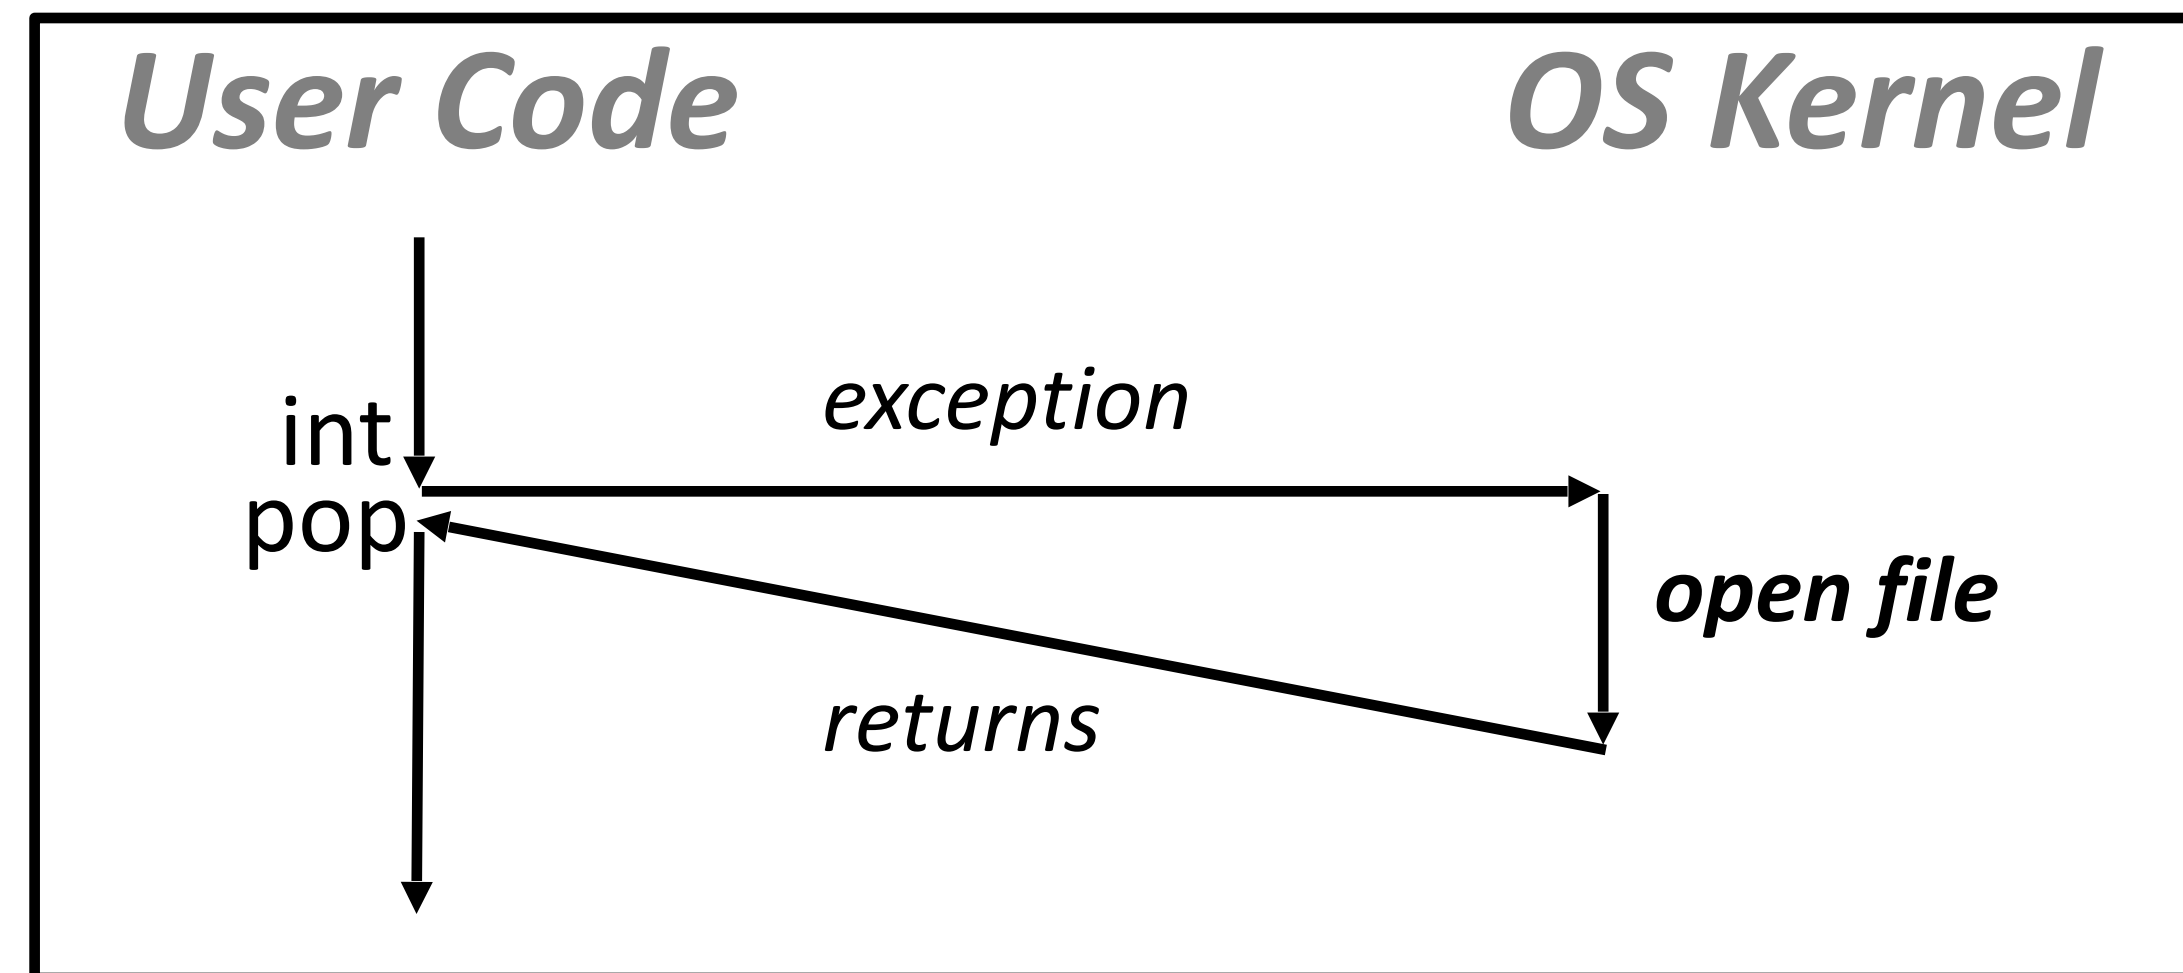 User Code
OS Kernel
exception
int
pop
open file
returns